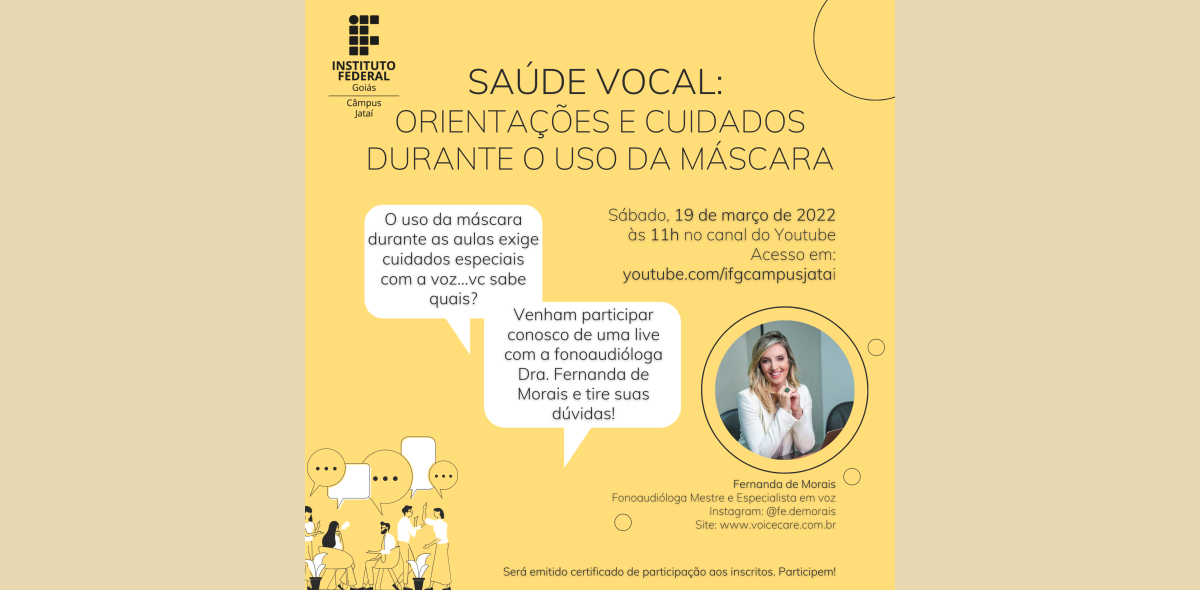 INSTITUTO
FEDERAL
Goiás
Câmpus
Jataí
SAÚDE VOCAL:
ORIENTAÇÕES E CUIDADOS
DURANTE O USO DA MÁSCARA
O uso da máscara
durante as aulas exige
cuidados especiais
com a voz...vc sabe
quais?
Sábado, 19 de março de 2022
às 11h no canal do Youtube
Acesso em:
youtube.com/ifgcampusjatai
Venham participar
conosco de uma live
com a fonoaudióloga
Dra. Fernanda de
Morais e tire suas
dúvidas!
Fernanda de Morais
Fonoaudióloga Mestre e Especialista em voz
Instagram: @fe.demorais
Site: www.voicecare.com.br
Será emitido certificado de participação aos inscritos. Participem!